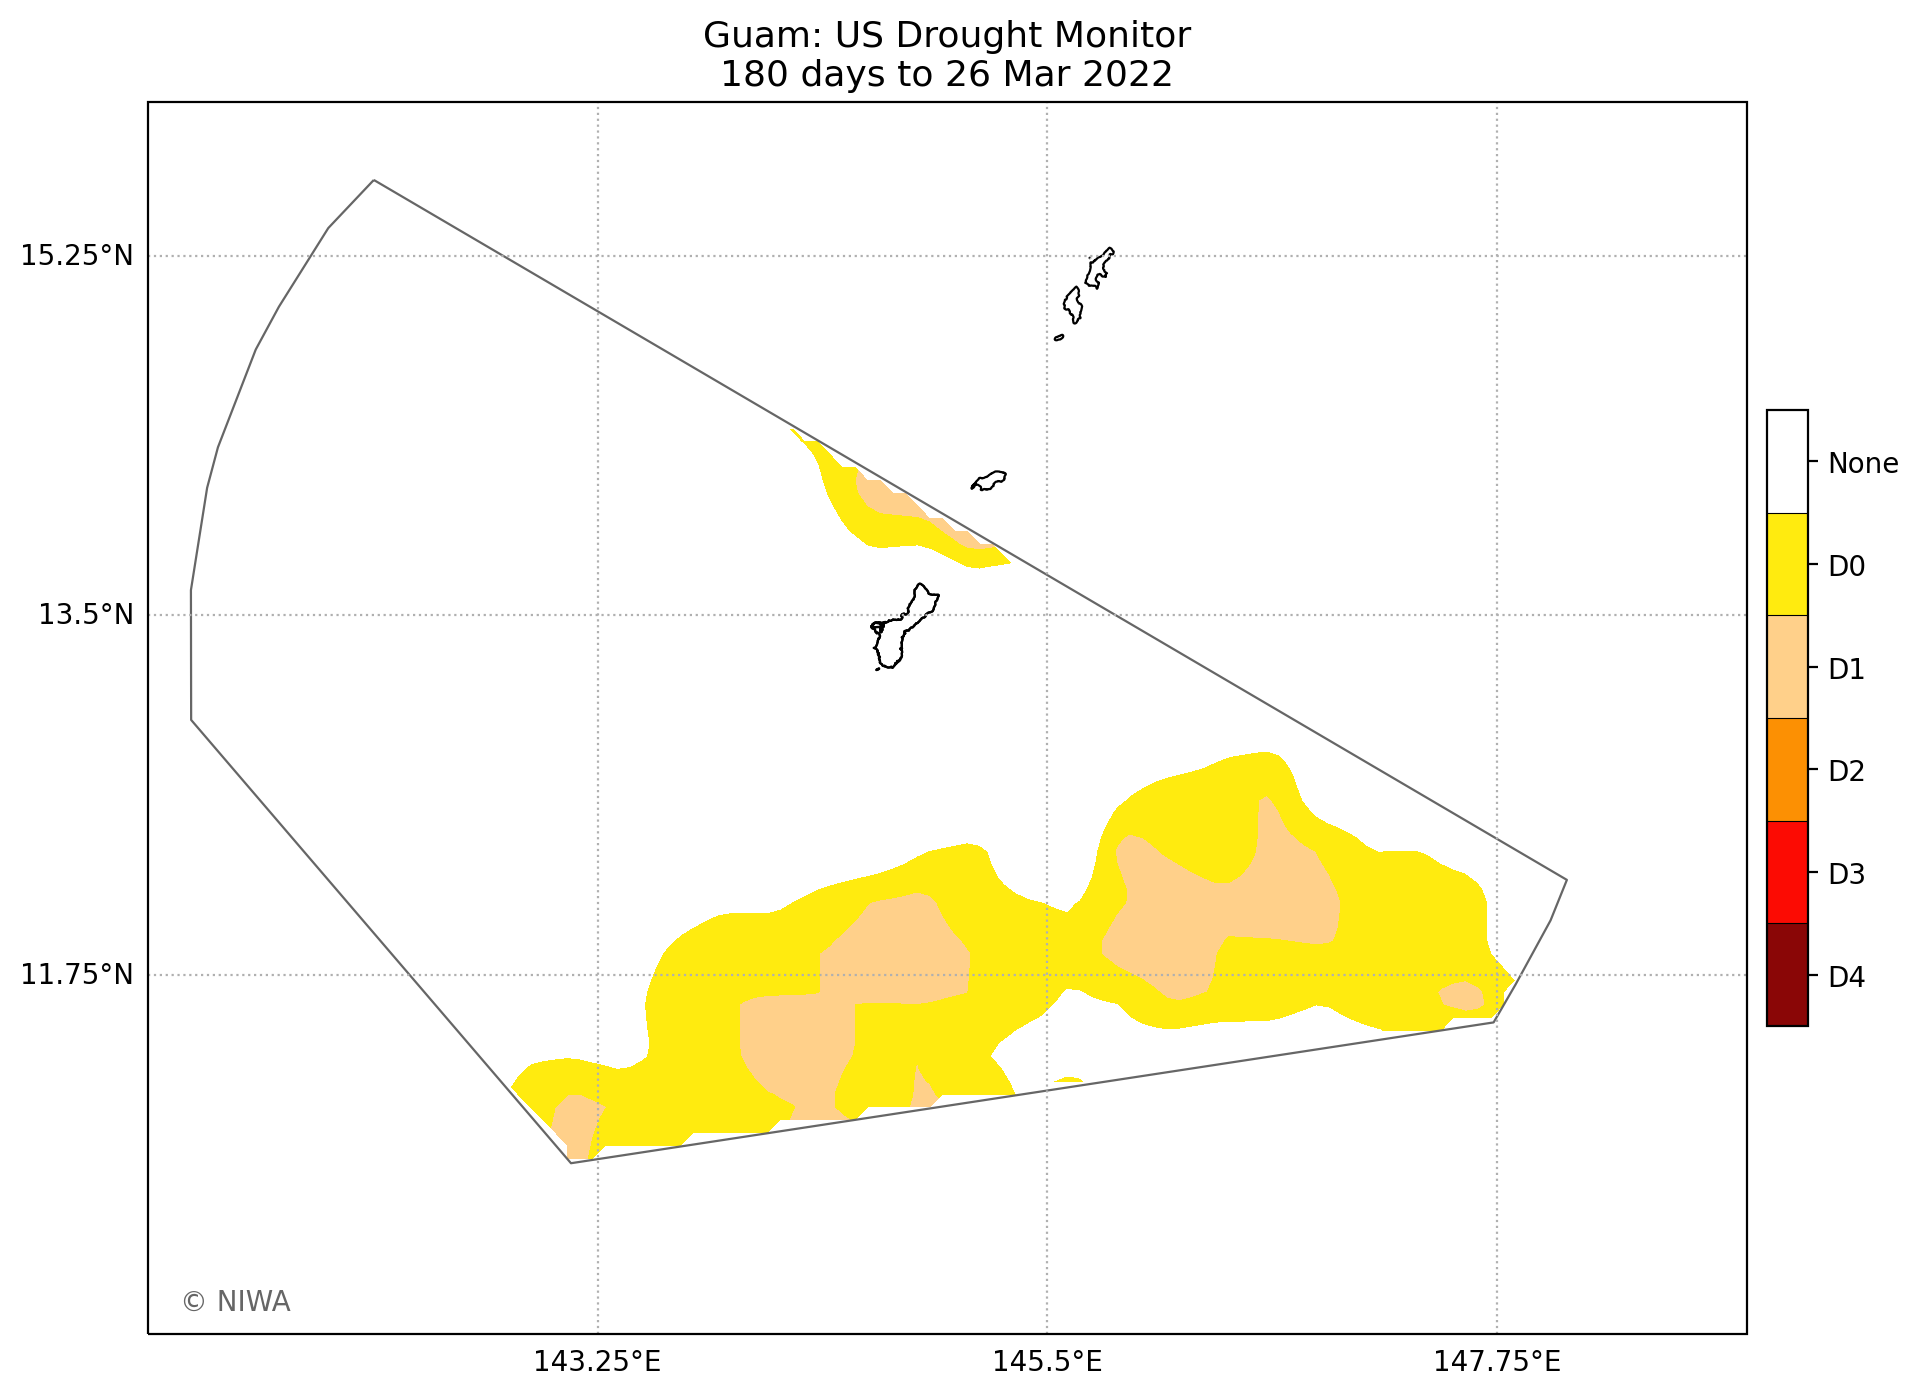 Guam: US Drought Monitor
180 days to 26 Mar 2022
15.25°N
13.5°N
11.75°N
143.25°E
145.5°E
147.75°E
None
D0
D1
D2
D3
D4
© NIWA